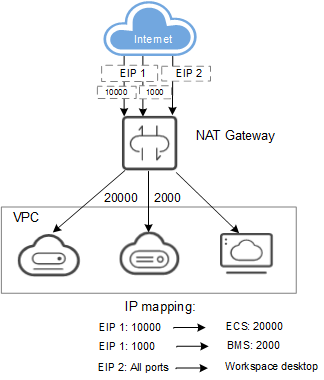 Internet
EIP 1 EIP 2
10000 1000
NAT Gateway
20000 2000
VPC
IP mapping:
EIP 1: 10000 ECS: 20000
EIP 1: 1000 BMS: 2000
EIP 2: All ports Workspace desktop